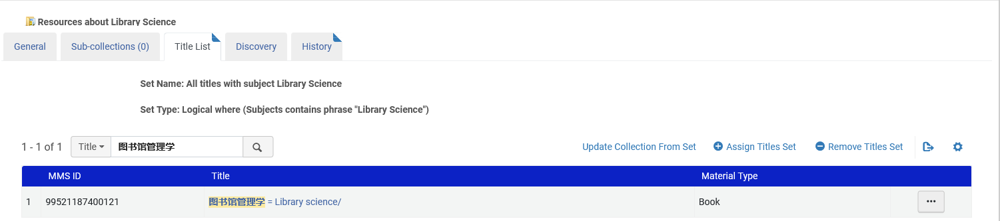 Resources about Library Science
General Sub-collections (0) Title List Discovery History
Set Name: All titles with subject Library Science
Set Type: Logical where (Subjects contains phrase "Library Science")
1 - 1 of 1 Title 图书馆管理学 Update Collection From Set Assign Titles Set Remove Titles Set
MMS ID Title Material Type
1 99521187400121 图书馆管理学 = Library science/ Book